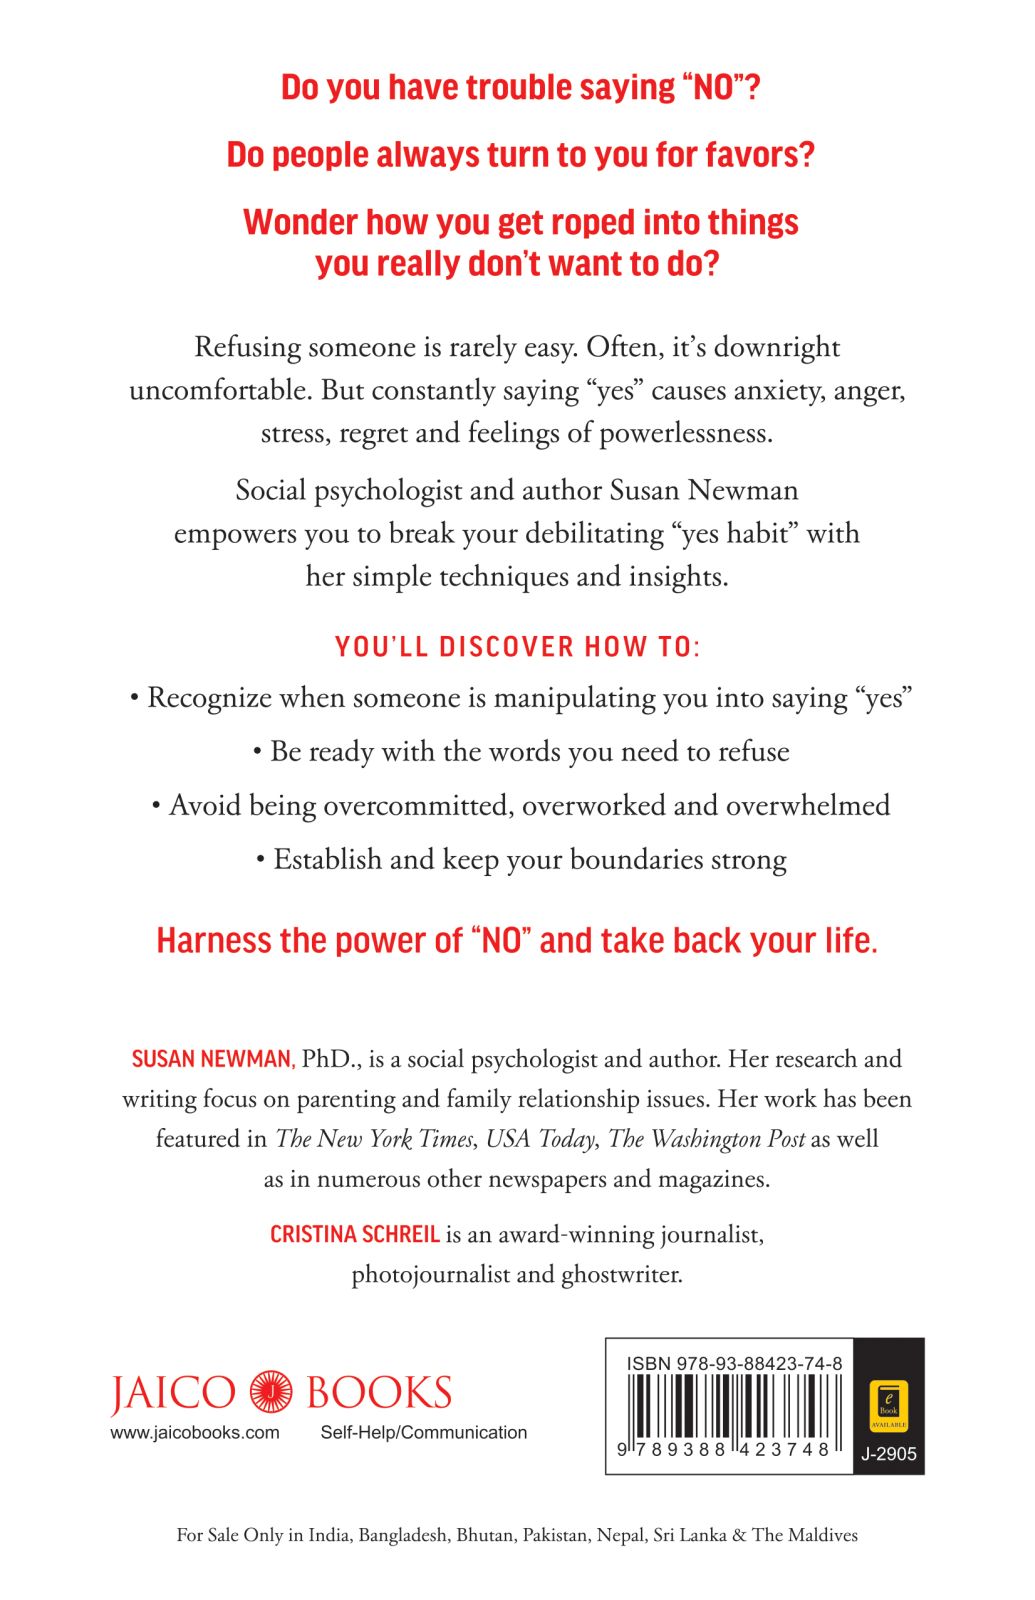 Do you have trouble saying “NO”?
Do people always turn to you for favors?
Wonder how you get roped into things
you really don’t want to do?
Refusing someone is rarely easy. Often, it’s downright
uncomfortable. But constantly saying “yes” causes anxiety, anger,
stress, regret and feelings of powerlessness.
Social psychologist and author Susan Newman
empowers you to break your debilitating “yes habit” with
her simple techniques and insights.
YOU’LL DISCOVER HOW TO:
• Recognize when someone is manipulating you into saying “yes”
• Be ready with the words you need to refuse
• Avoid being overcommitted, overworked and overwhelmed
• Establish and keep your boundaries strong
Harness the power of “NO” and take back your life.
SUSAN NEWMAN, PhD., is a social psychologist and author. Her research and
writing focus on parenting and family relationship issues. Her work has been
featured in The New York Times, USA Today, The Washington Post as well
as in numerous other newspapers and magazines.
CRISTINA SCHREIL is an award-winning journalist,
photojournalist and ghostwriter.
JAICO J BOOKS
www.jaicobooks.com Self-Help/Communication
ISBN 978-93-88423-74-8
9 789388 423748
e
Book
AVAILABLE
J-2905
For Sale Only in India, Bangladesh, Bhutan, Pakistan, Nepal, Sri Lanka & The Maldives